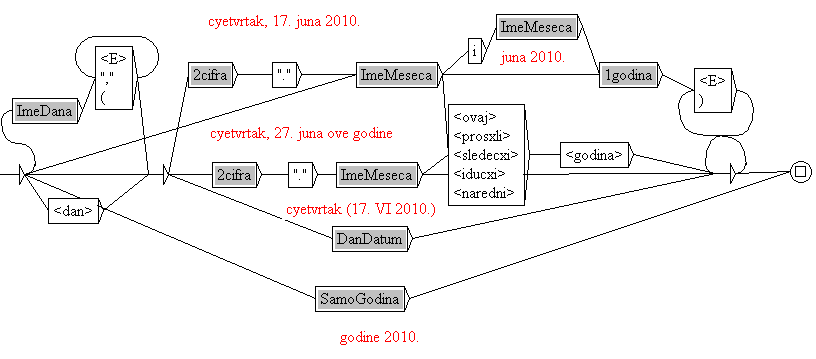 cyetvrtak, 17. juna 2010.
ImeMeseca
i
juna 2010.
<E>
","
(
2cifra
"."
ImeMeseca
1godina
<E>
)
ImeDana
<ovaj>
<prosxli>
<sledecxi>
<iducxi>
<naredni>
cyetvrtak, 27. juna ove godine
<godina>
2cifra
"."
ImeMeseca
<dan>
cyetvrtak (17. VI 2010.)
DanDatum
SamoGodina
godine 2010.